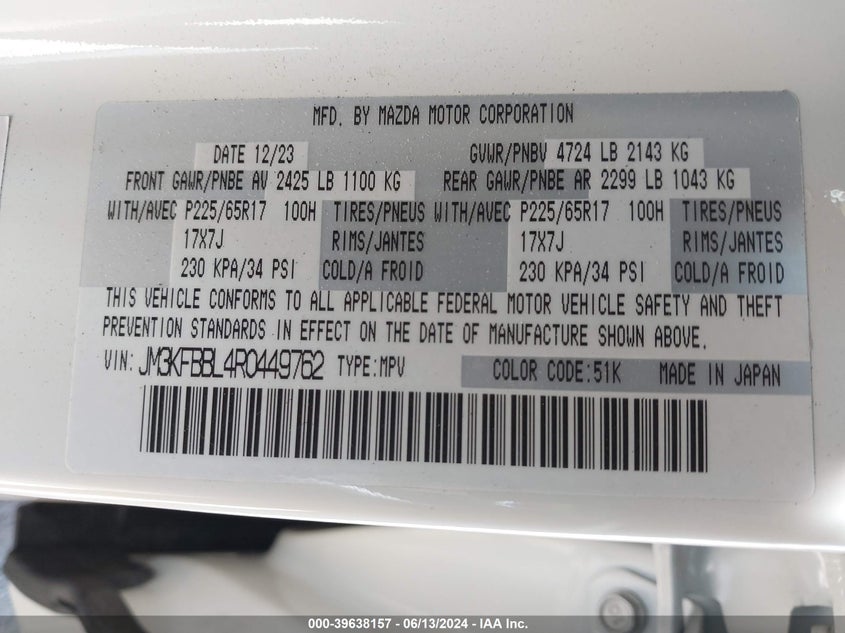 MFD. BY MAZDA MOTOR CORPORATION
DATE 12/23 GVWR/PNBV 4724 LB 2143 KG
FRONT GAWR/PNBE AV 2425 LB 1100 KG REAR GAWR/PNBE AR 2299 LB 1043 KG
WITH/AVEC P225/65R17 100H TIRES/PNEUS WITH/AVEC P225/65R17 100H TIRES/PNEUS
17X7J RIMS/JANTES 17X7J RIMS/JANTES
230 KPA/34 PSI COLD/A FROID 230 KPA/34 PSI COLD/A FROID
THIS VEHICLE CONFORMS TO ALL APPLICABLE FEDERAL MOTOR VEHICLE SAFETY AND THEFT
PREVENTION STANDARDS IN EFFECT ON THE DATE OF MANUFACTURE SHOWN ABOVE.
VIN: JM3KFBBL4R0449762 TYPE:MPV COLOR CODE:51K MADE IN JAPAN
000-39638157 - 06/13/2024 - IAA Inc.